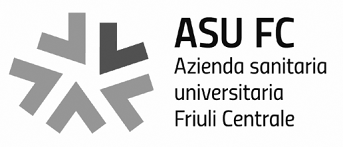 ASU FC
Azienda sanitaria
universitaria
Friuli Centrale